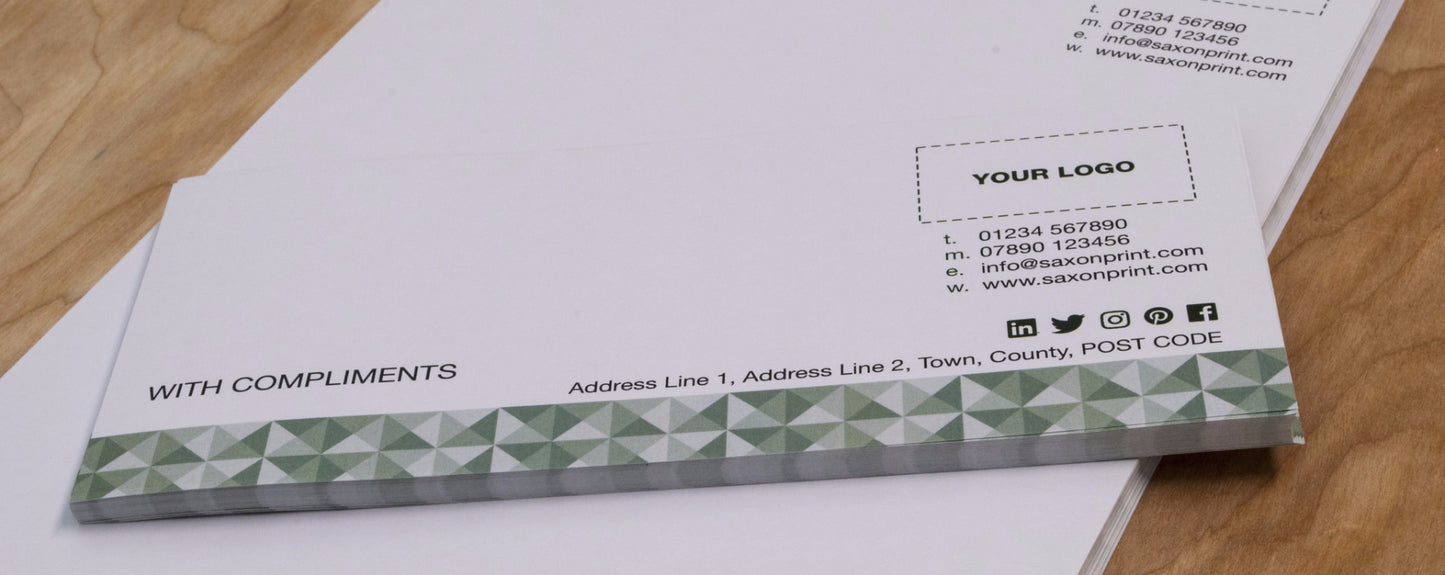 t. 01234 567890
m. 07890 123456
e. info@saxonprint.com
w. www.saxonprint.com
YOUR LOGO
t. 01234 567890
m. 07890 123456
e. info@saxonprint.com
w. www.saxonprint.com
WITH COMPLIMENTS
Address Line 1, Address Line 2, Town, County, POST CODE